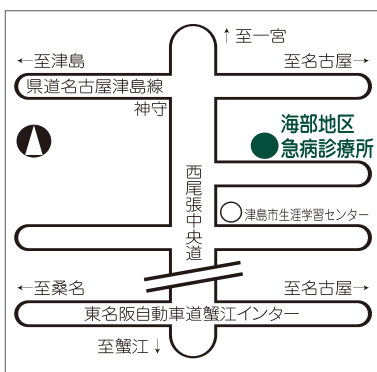 ↑至一宮
←至津島
至名古屋→
県道名古屋津島線
神守
海部地区
急病診療所
西尾張中央道
津島市生涯学習センター
←至桑名
至名古屋→
東名阪自動車道蟹江インター
至蟹江↓